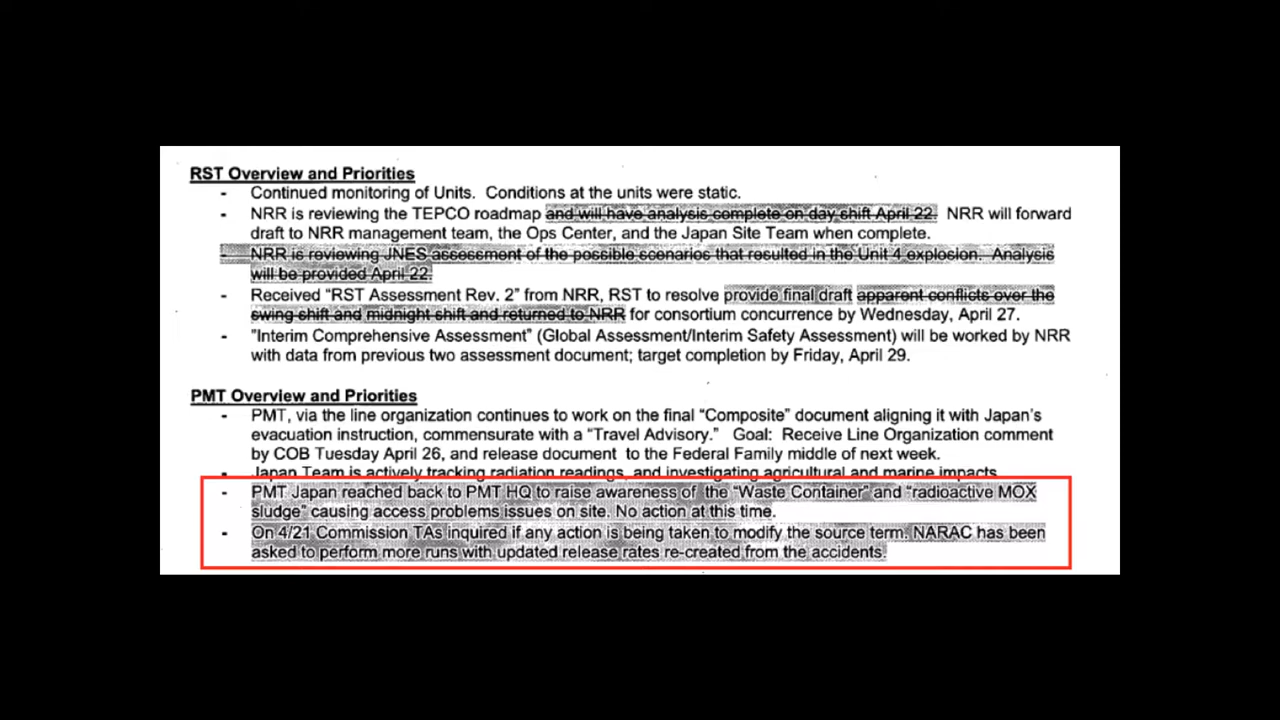 RST Overview and Priorities
- Continued monitoring of Units. Conditions at the units were static.
- NRR is reviewing the TEPCO roadmap and will have analysis complete on day shift April 22. NRR will forward
draft to NRR management team, the Ops Center, and the Japan Site Team when complete.
- NRR is reviewing JNES assessment of the possible scenarios that resulted in the Unit 4 explosion. Analysis
will be provided April 22.
- Received “RST Assessment Rev. 2” from NRR, RST to resolve provide final draft apparent conflicts over the
swing shift and midnight shift and returned to NRR for consortium concurrence by Wednesday, April 27.
- "Interim Comprehensive Assessment" (Global Assessment/Interim Safety Assessment) will be worked by NRR
with data from previous two assessment document; target completion by Friday, April 29.
PMT Overview and Priorities
- PMT, via the line organization continues to work on the final “Composite” document aligning it with Japan’s
evacuation instruction, commensurate with a “Travel Advisory.” Goal: Receive Line Organization comment
by COB Tuesday April 26, and release document to the Federal Family middle of next week.
- Japan Team is actively tracking radiation readings, and investigating agricultural and marine impacts
- PMT Japan reached back to PMT HQ to raise awareness of the “Waste Container” and “radioactive MOX
sludge” causing access problems issues on site. No action at this time.
- On 4/21 Commission TAs inquired if any action is being taken to modify the source term. NARAC has been
asked to perform more runs with updated release rates re-created from the accidents.